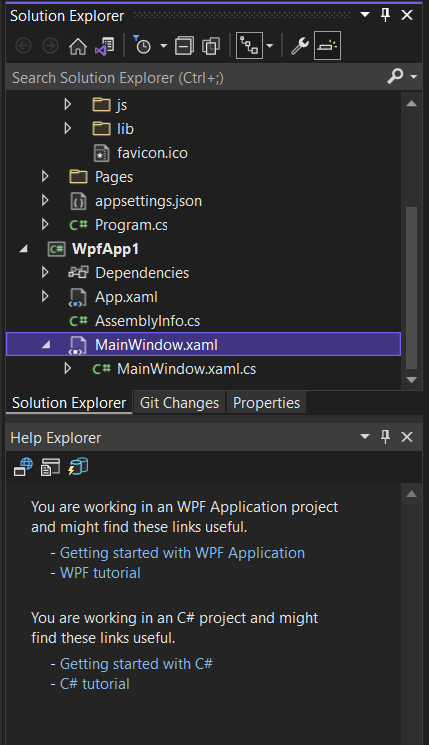 Solution Explorer
Search Solution Explorer (Ctrl+;)
js
lib
favicon.ico
Pages
appsettings.json
C# Program.cs
C# WpfApp1
Dependencies
App.xaml
C# AssemblyInfo.cs
MainWindow.xaml
C# MainWindow.xaml.cs
Solution Explorer Git Changes Properties
Help Explorer
You are working in an WPF Application project
and might find these links useful.
- Getting started with WPF Application
- WPF tutorial
You are working in an C# project and might
find these links useful.
- Getting started with C#
- C# tutorial